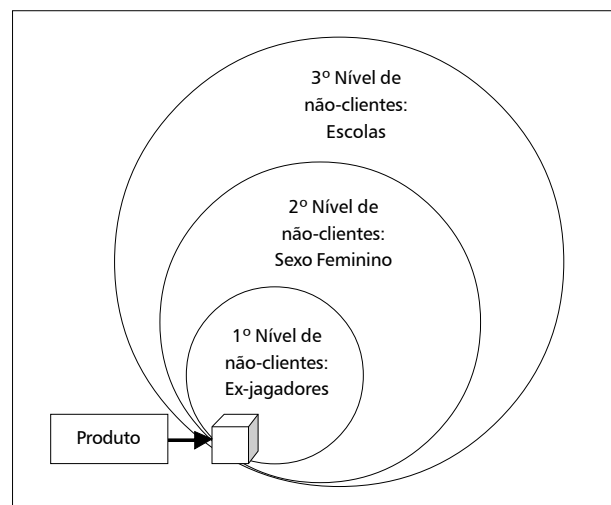 3º Nível de
não-clientes:
Escolas
2º Nível de
não-clientes:
Sexo Feminino
1º Nível de
não-clientes:
Ex-jagadores
Produto